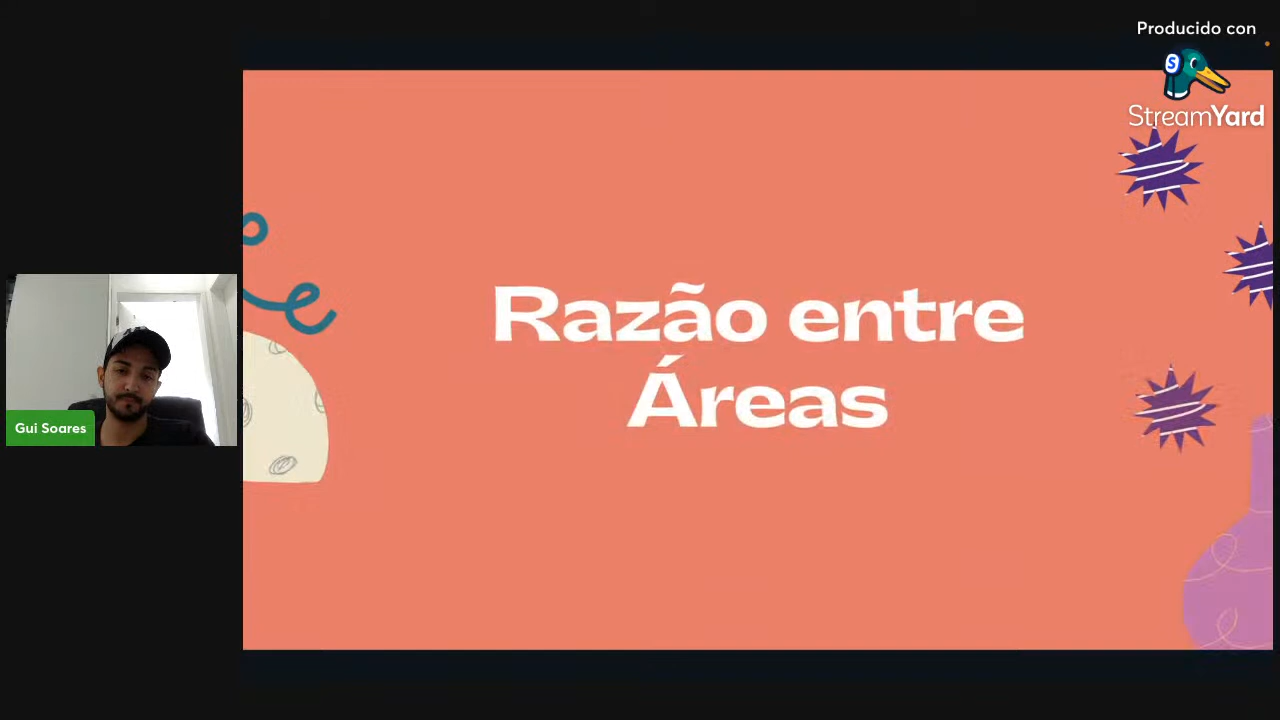 Producido con
S
StreamYard
Razão entre
Áreas
Gui Soares